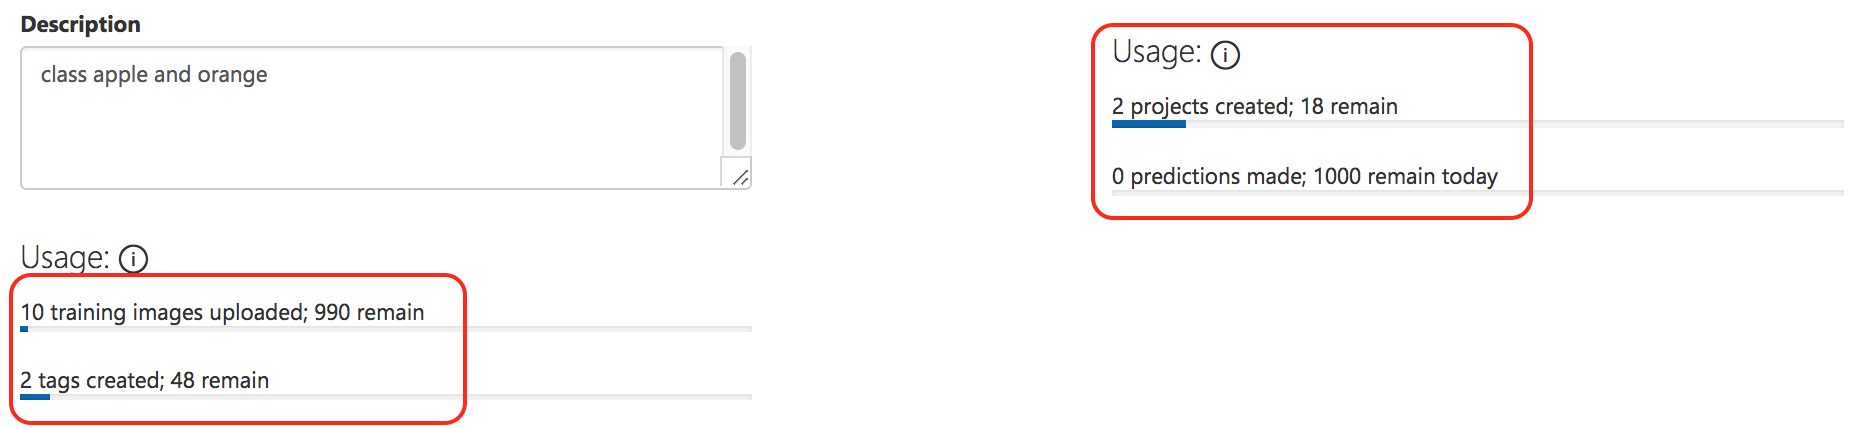 Description
class apple and orange
Usage:
10 training images uploaded; 990 remain
2 tags created; 48 remain
Usage:
2 projects created; 18 remain
0 predictions made; 1000 remain today